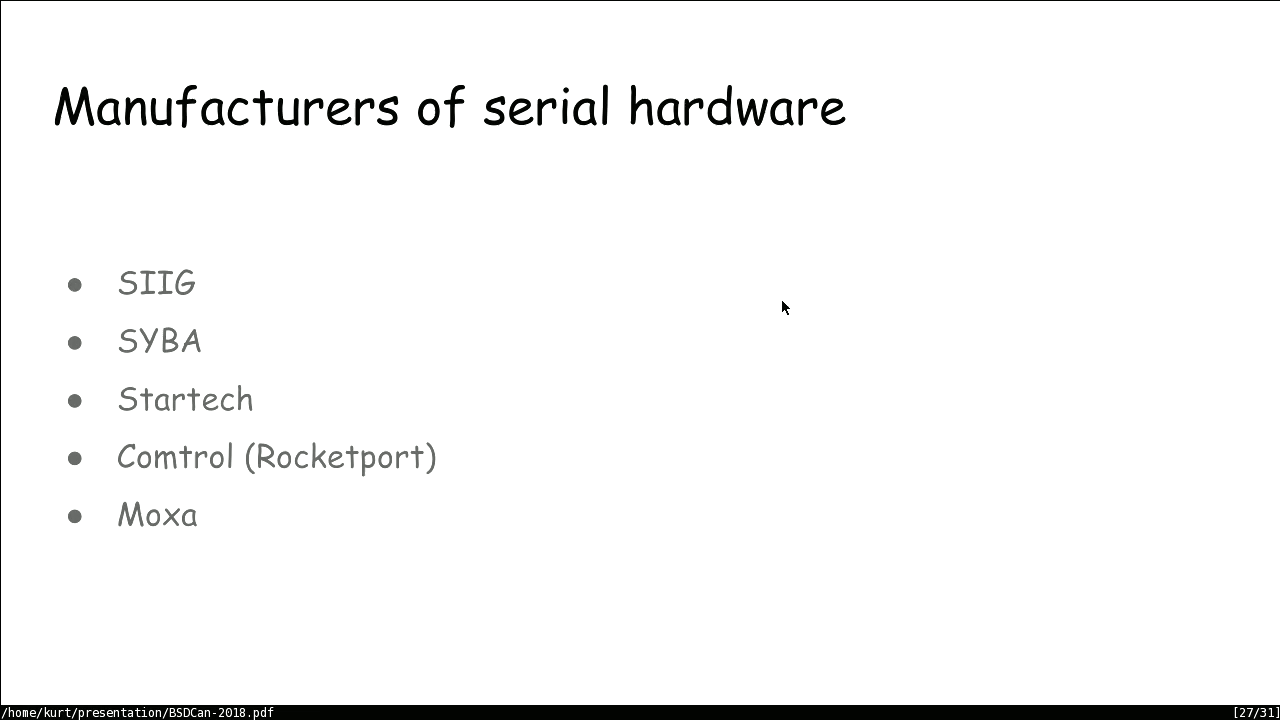 Manufacturers of serial hardware
● SIIG
● SYBA
● Startech
● Comtrol (Rocketport)
● Moxa
/home/kurt/presentation/BSDCan-2018.pdf [27/31]